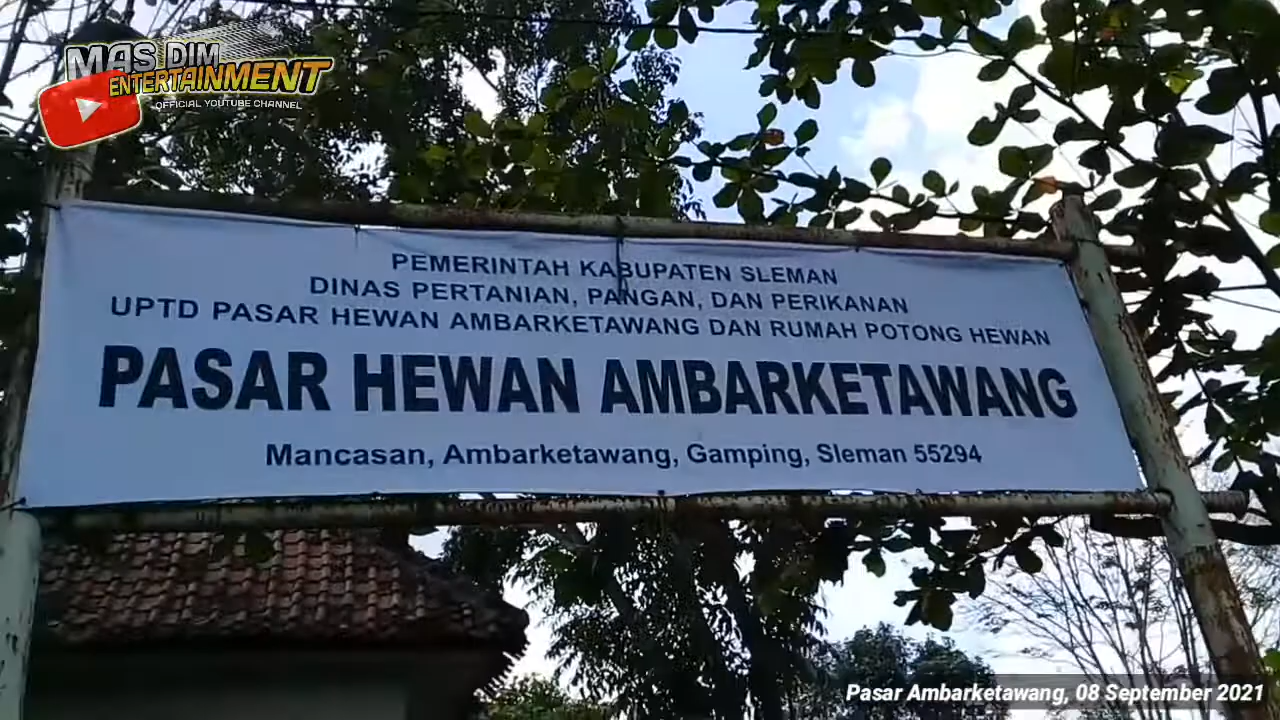 MAS DIM
ENTERTAINMENT
OFFICIAL YOUTUBE CHANNEL
PEMERINTAH KABUPATEN SLEMAN
DINAS PERTANIAN, PANGAN, DAN PERIKANAN
UPTD PASAR HEWAN AMBARKETAWANG DAN RUMAH POTONG HEWAN
PASAR HEWAN AMBARKETAWANG
Mancasan, Ambarketawang, Gamping, Sleman 55294
Pasar Ambarketawang, 08 September 2021